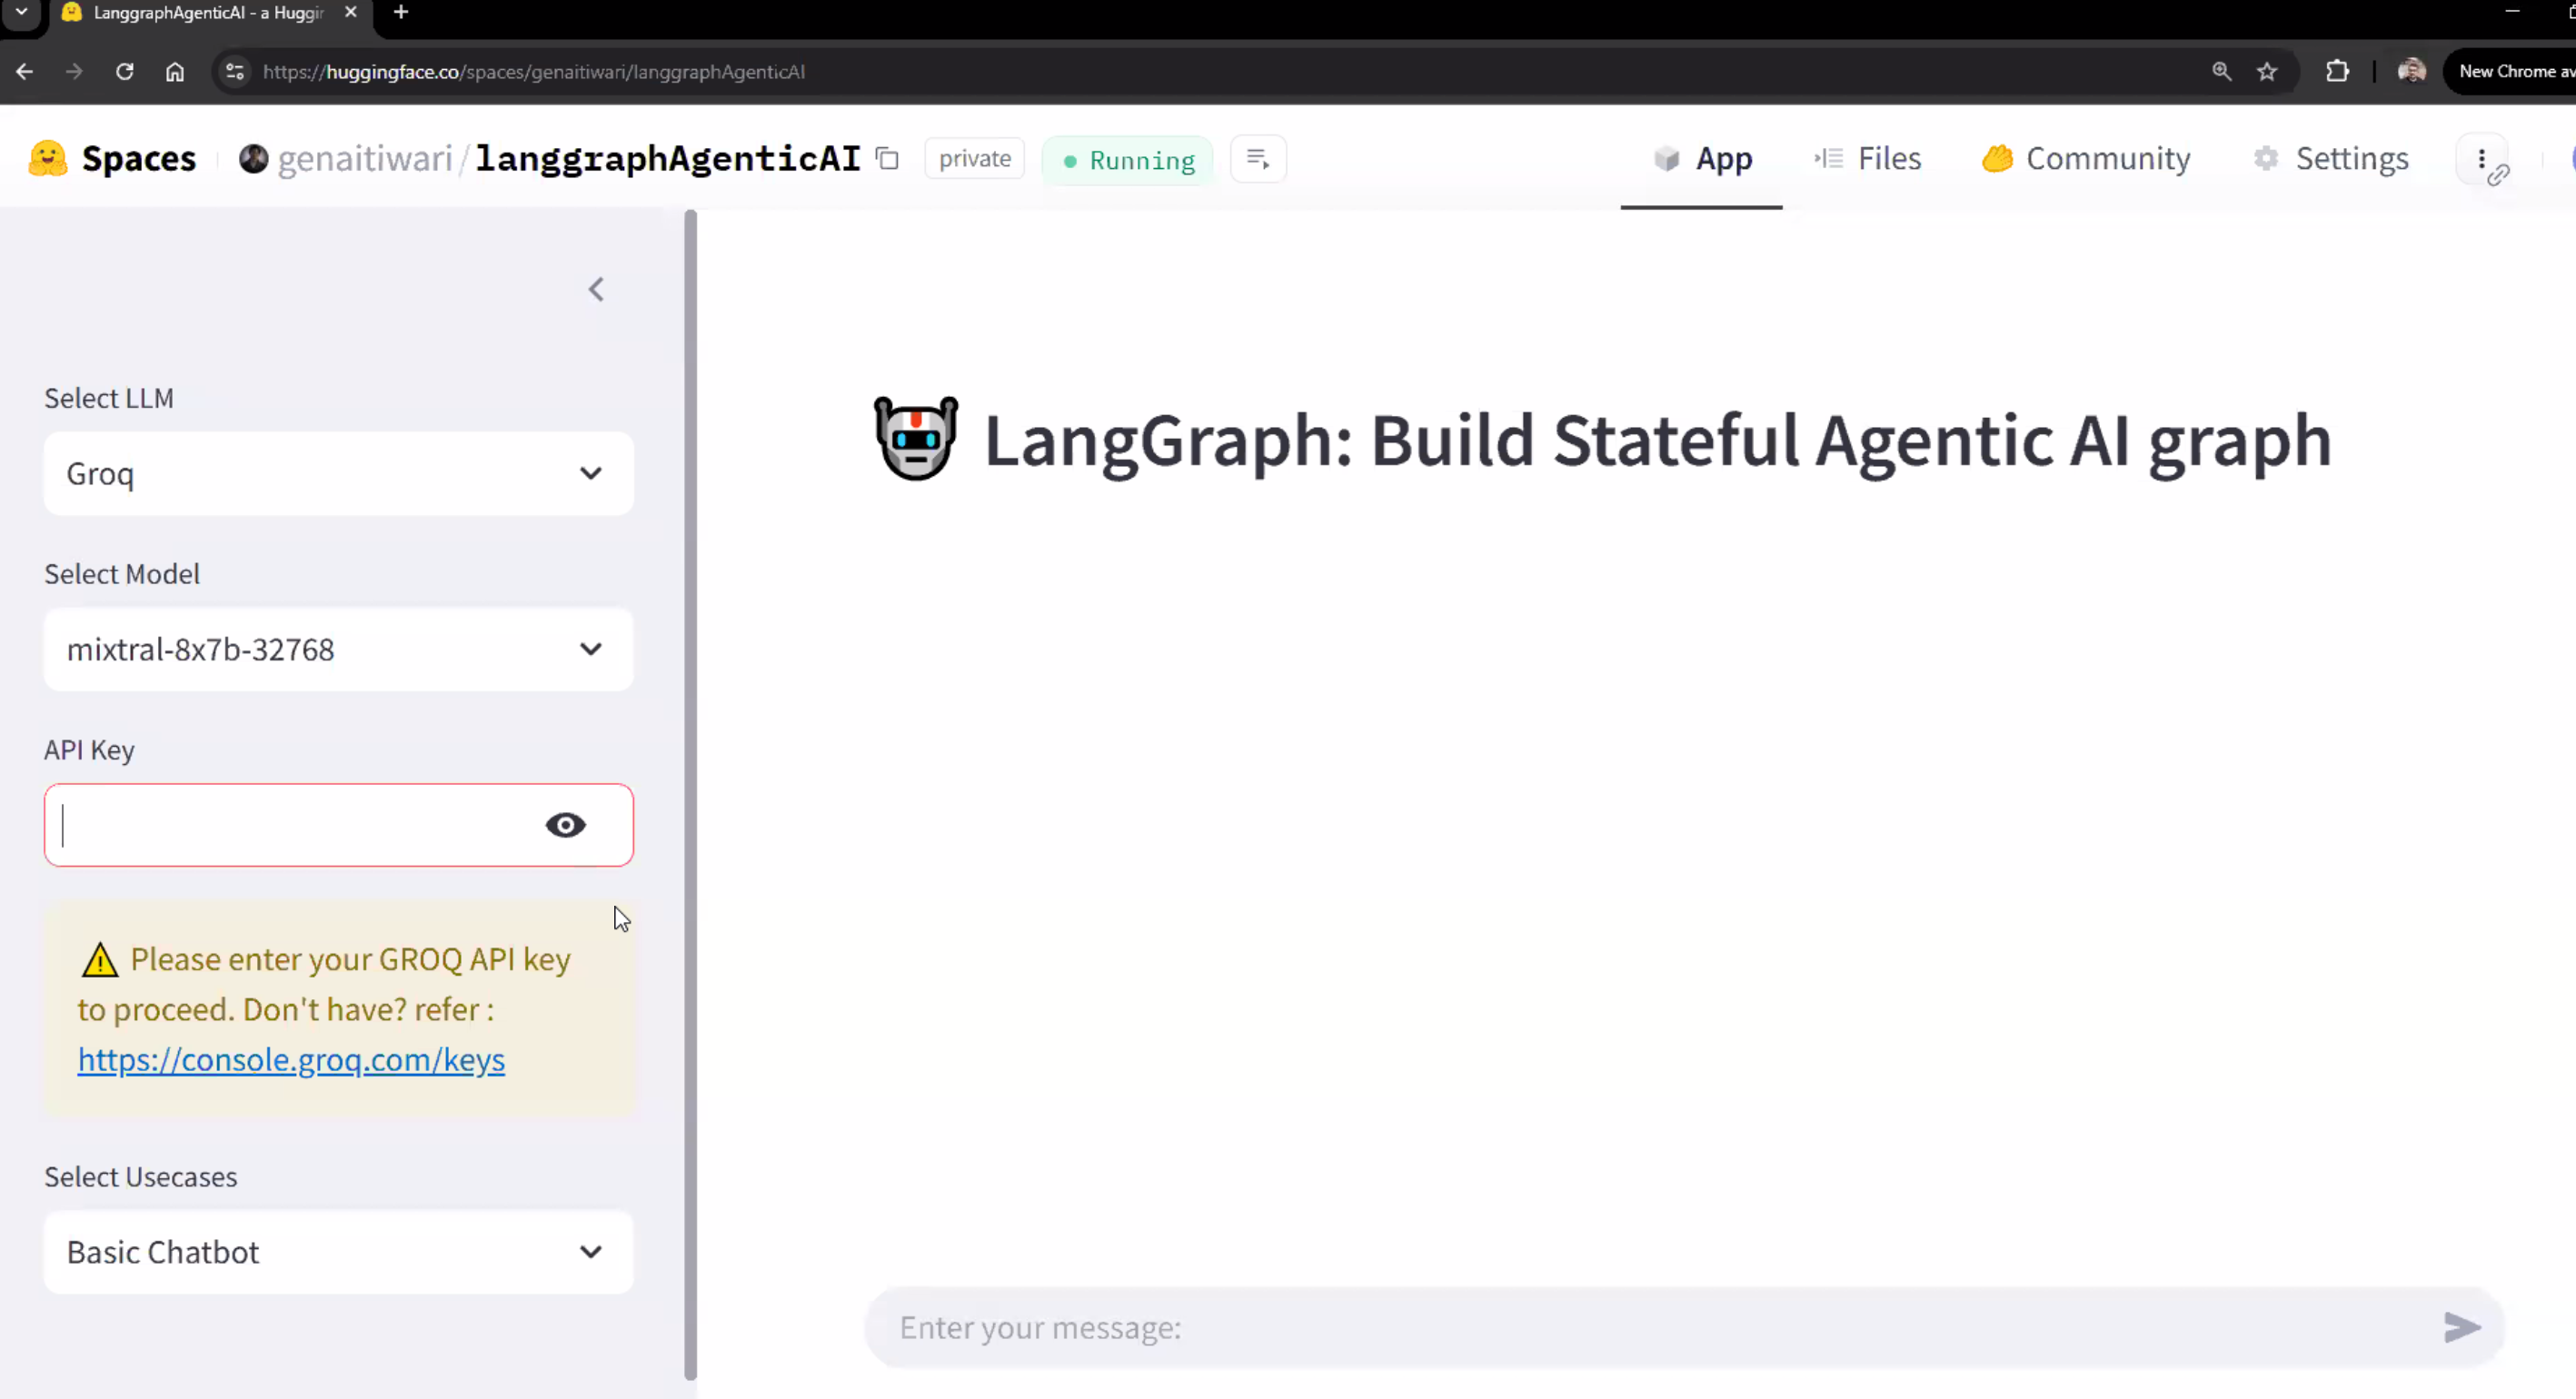 LanggraphAgenticAI - a Huggin
https://huggingface.co/spaces/genaitiwari/langgraphAgenticAI
New Chrome av
Spaces genaitiwari/langgraphAgenticAI private Running App Files Community Settings
Select LLM
Groq
Select Model
mixtral-8x7b-32768
API Key
⚠ Please enter your GROQ API key
to proceed. Don't have? refer :
https://console.groq.com/keys
Select Usecases
Basic Chatbot
LangGraph: Build Stateful Agentic AI graph
Enter your message: